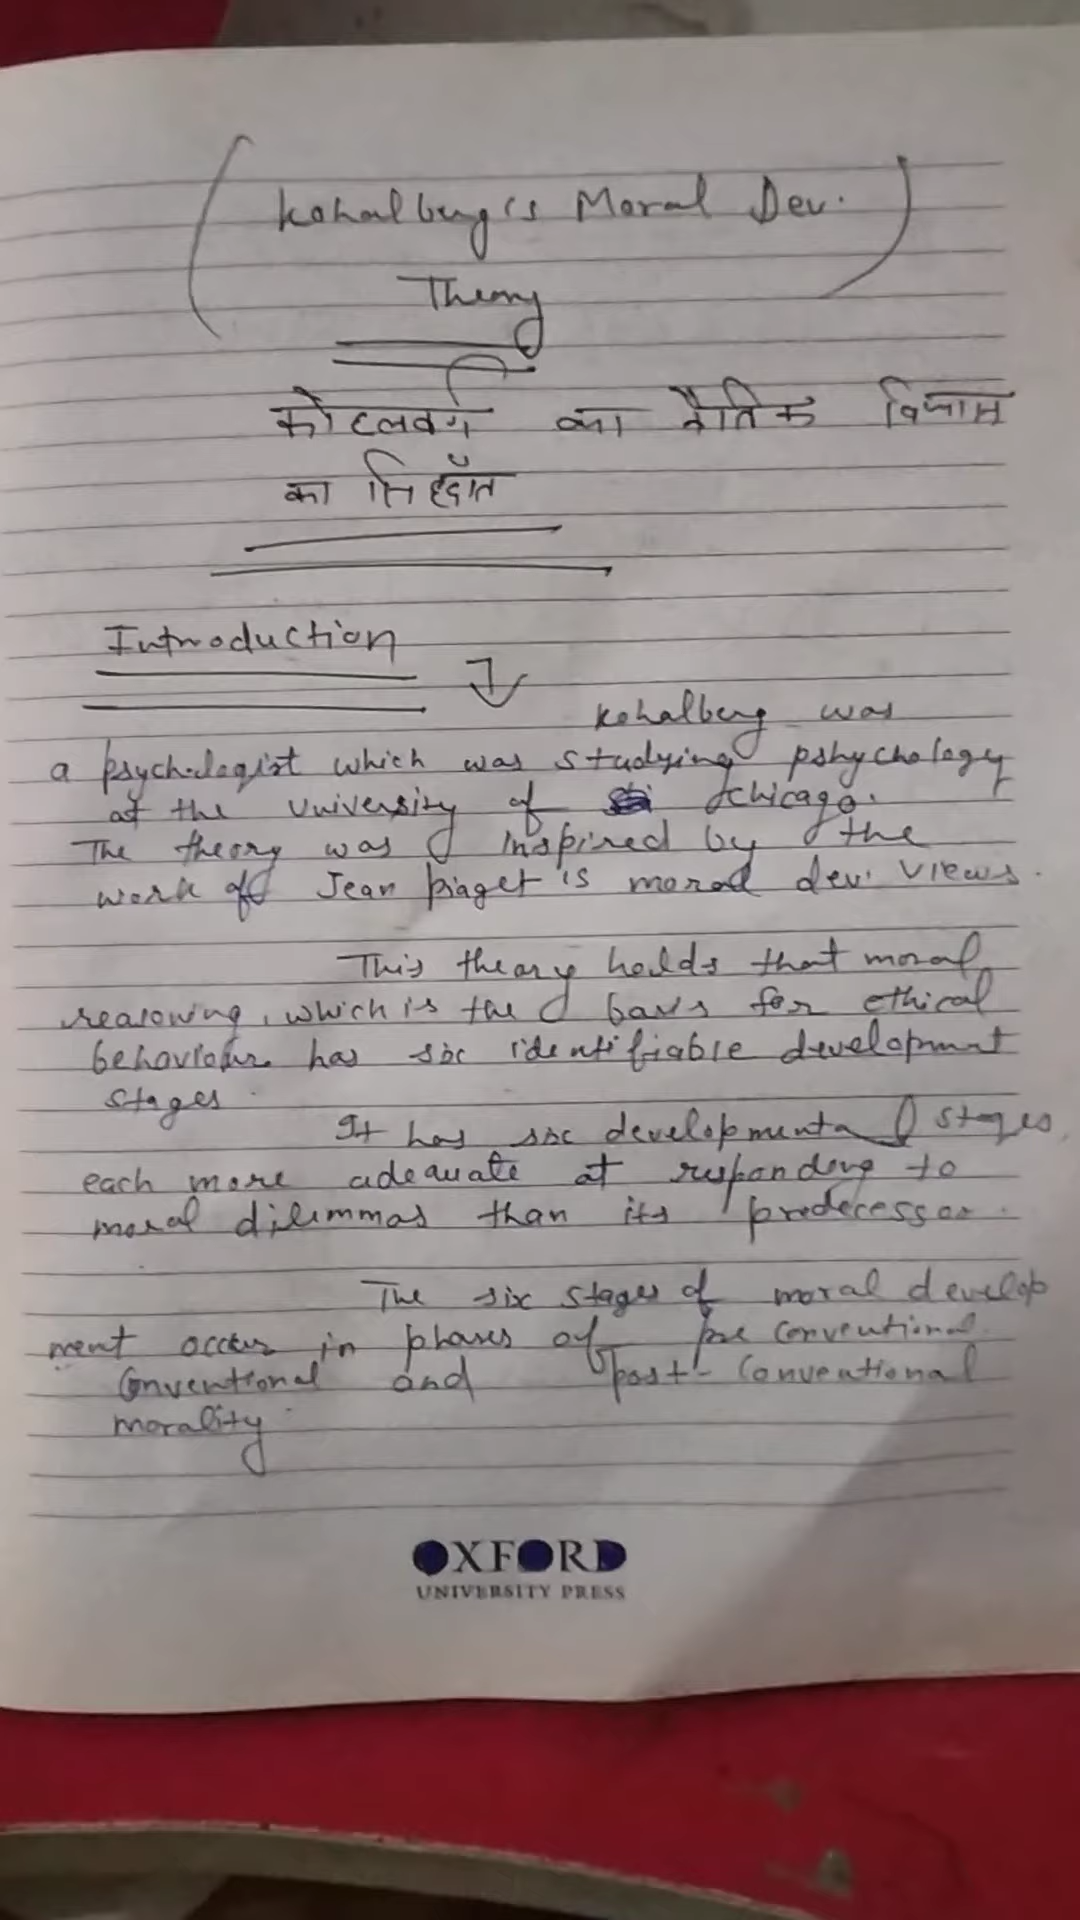 Kohalberg's Moral Dev.
Theory
कोहलबर्ग का नैतिक विकास
का सिद्दाँत
Introduction
Kohalberg was
a psychologist which was studying pshychology
at the University of Chicago.
The theory was inspired by the
work of Jean piaget's moral dev. views.
This theory holds that moral
reasowing, which is the basis for ethical
behaviour has six identifiable development
stages.
It has six developmental stages
each more adequate at responding to
moral dilemmas than its predecessor.
The six stages of moral develop
ment occur in phases of pre conventional
Conventional and post-Conventional
morality.
OXFORD
UNIVERSITY PRESS